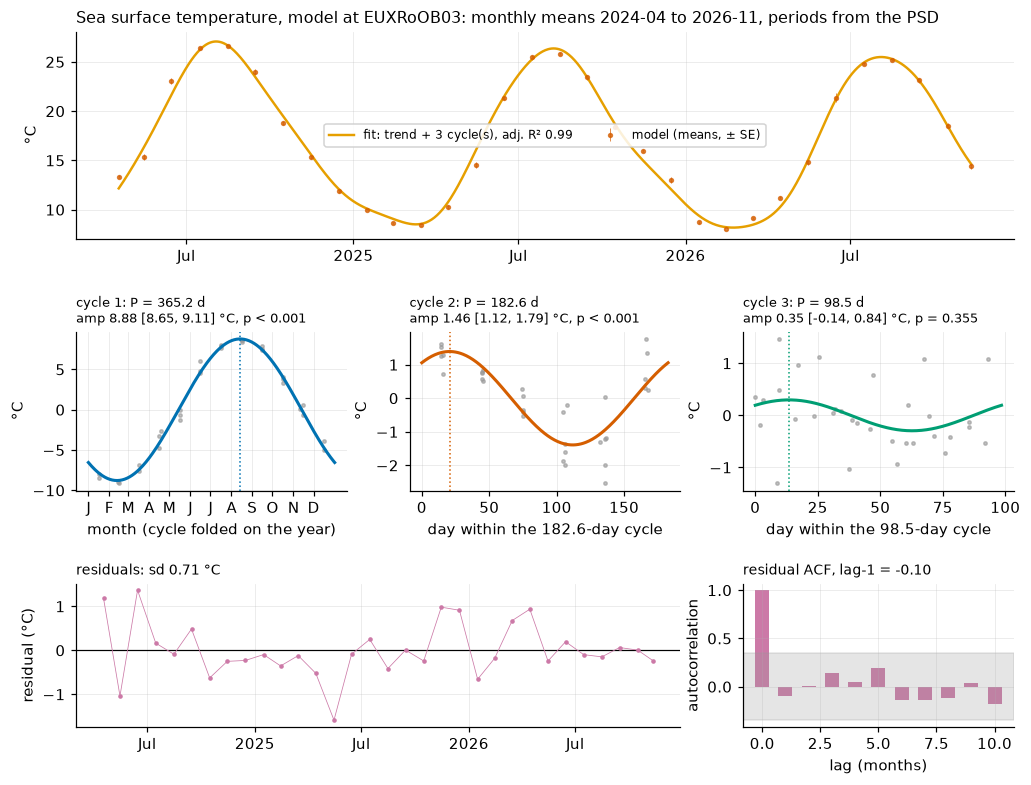 Sea surface temperature, model at EUXRoOB03: monthly means 2024-04 to 2026-11, periods from the PSD
°C
25
20
15
10
fit: trend + 3 cycle(s), adj. R² 0.99
model (means, ± SE)
Jul
2025
Jul
2026
Jul
cycle 1: P = 365.2 d
amp 8.88 [8.65, 9.11] °C, p < 0.001
°C
5
0
−5
−10
J F M A M J J A S O N D
month (cycle folded on the year)
cycle 2: P = 182.6 d
amp 1.46 [1.12, 1.79] °C, p < 0.001
°C
1
0
−1
−2
0 50 100 150
day within the 182.6-day cycle
cycle 3: P = 98.5 d
amp 0.35 [-0.14, 0.84] °C, p = 0.355
°C
1
0
−1
0 25 50 75 100
day within the 98.5-day cycle
residuals: sd 0.71 °C
residual (°C)
1
0
−1
Jul
2025
Jul
2026
Jul
residual ACF, lag-1 = -0.10
autocorrelation
1.0
0.5
0.0
0.0 2.5 5.0 7.5 10.0
lag (months)